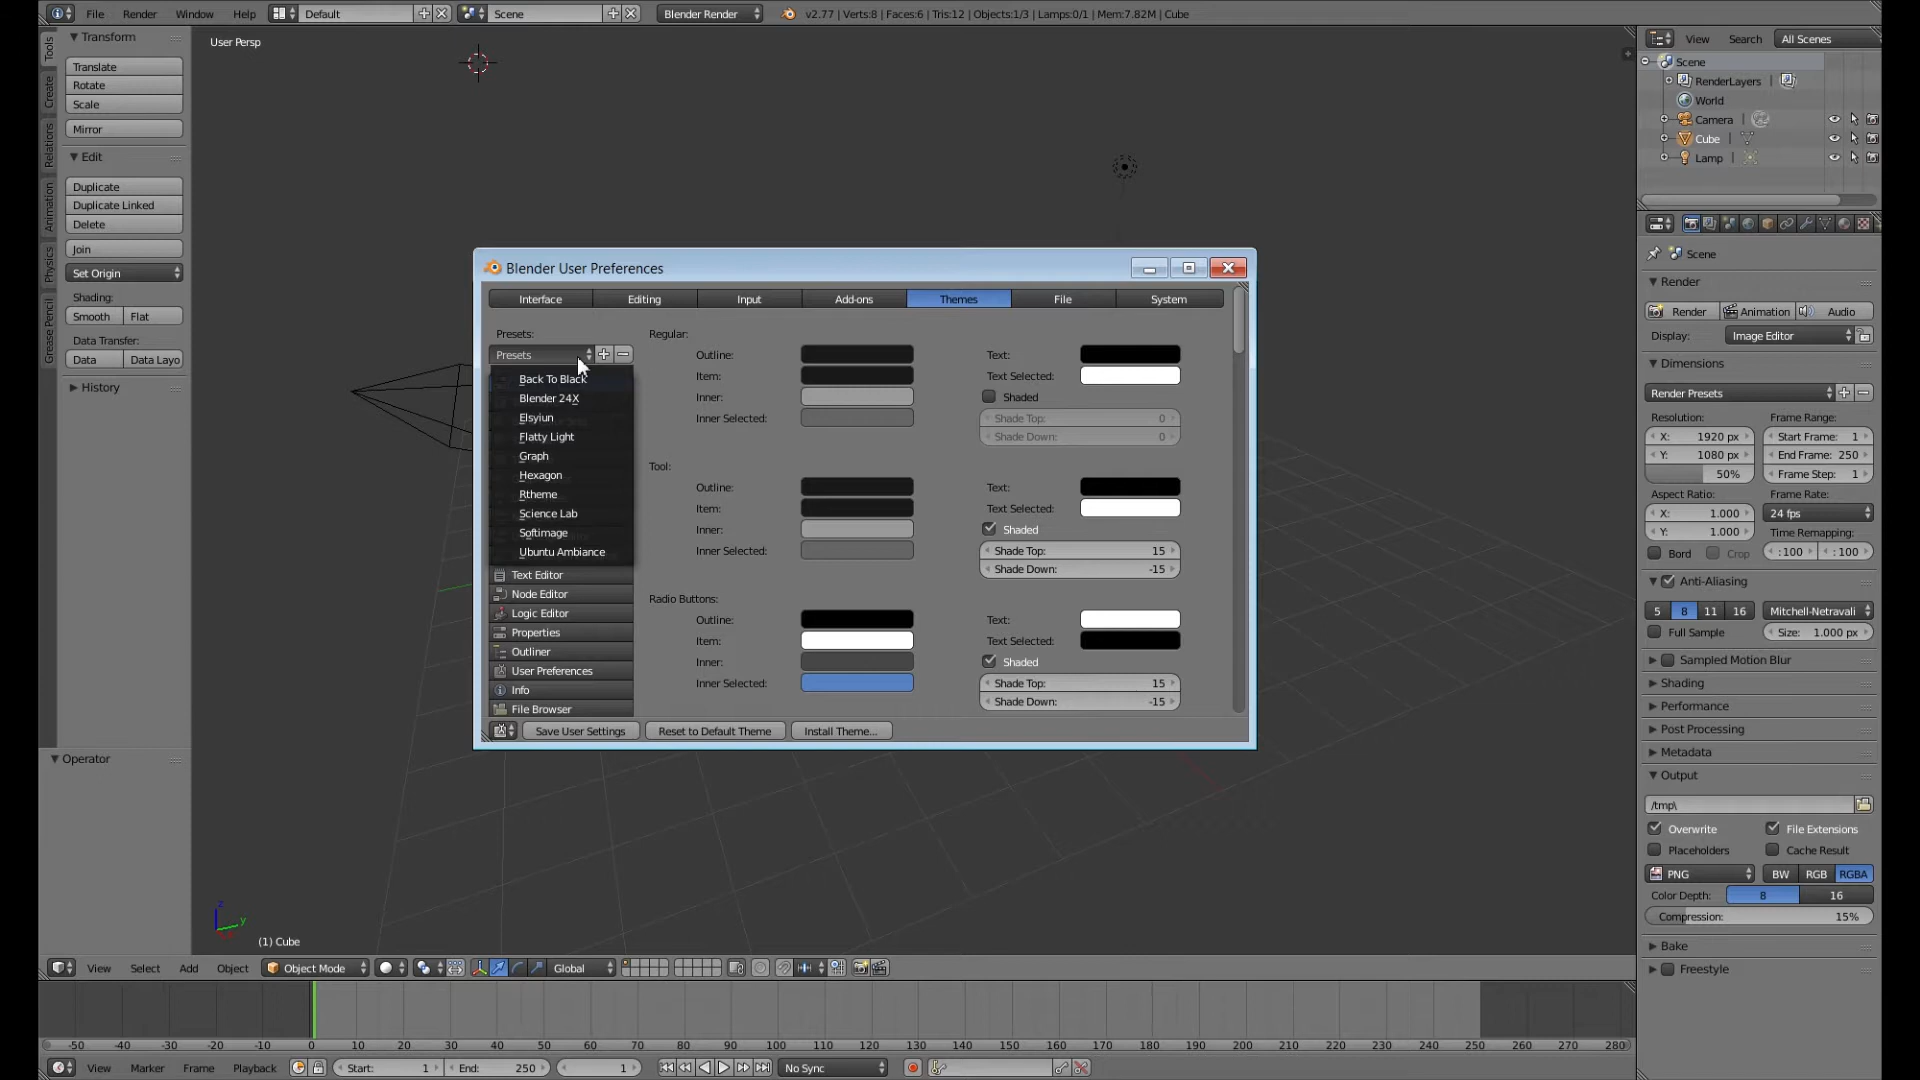 File Render Window Help Default Scene Blender Render v2.77 | Verts:8 | Faces:6 | Tris:12 | Objects:1/3 | Lamps:0/1 | Mem:7.82M | Cube
Tools
Create
Relations
Animation
Physics
Grease Pencil
Transform
Translate
Rotate
Scale
Mirror
Edit
Duplicate
Duplicate Linked
Delete
Join
Set Origin
Shading:
Smooth Flat
Data Transfer:
Data Data Layo
History
Operator
User Persp
Blender User Preferences
Interface Editing Input Add-ons Themes File System
Presets:
Presets
Back To Black
Blender 24X
Elsyiun
Flatty Light
Graph
Hexagon
Rtheme
Science Lab
Softimage
Ubuntu Ambiance
Text Editor
Node Editor
Logic Editor
Properties
Outliner
User Preferences
Info
File Browser
Regular:
Outline: Text:
Item: Text Selected:
Inner: Shaded
Inner Selected: Shade Top: 0
Shade Down: 0
Tool:
Outline: Text:
Item: Text Selected:
Inner: Shaded
Inner Selected: Shade Top: 15
Shade Down: -15
Radio Buttons:
Outline: Text:
Item: Text Selected:
Inner: Shaded
Inner Selected: Shade Top: 15
Shade Down: -15
Save User Settings Reset to Default Theme Install Theme...
z
y
(1) Cube
View Select Add Object Object Mode Global
-50 -40 -30 -20 -10 0 10 20 30 40 50 60 70 80 90 100 110 120 130 140 150 160 170 180 190 200 210 220 230 240 250 260 270 280
View Marker Frame Playback Start: 1 End: 250 1 No Sync
View Search All Scenes
Scene
RenderLayers |
World
Camera |
Cube |
Lamp |
Scene
Render
Render Animation Audio
Display: Image Editor
Dimensions
Render Presets
Resolution: Frame Range:
X: 1920 px Start Frame: 1
Y: 1080 px End Frame: 250
50% Frame Step: 1
Aspect Ratio: Frame Rate:
X: 1.000 24 fps
Y: 1.000 Time Remapping:
Bord Crop :100 :100
Anti-Aliasing
5 8 11 16 Mitchell-Netravali
Full Sample Size: 1.000 px
Sampled Motion Blur
Shading
Performance
Post Processing
Metadata
Output
/tmp\
Overwrite File Extensions
Placeholders Cache Result
PNG BW RGB RGBA
Color Depth: 8 16
Compression: 15%
Bake
Freestyle